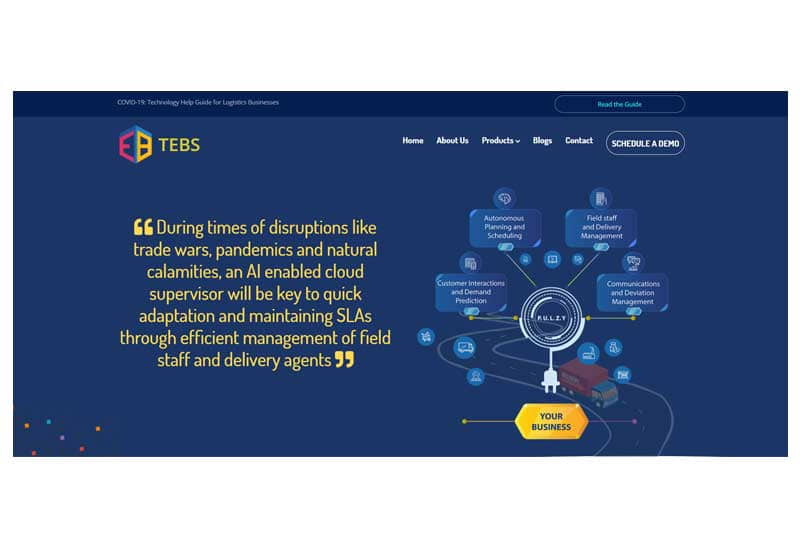 COVID-19: Technology Help Guide for Logistics Businesses
Read the Guide
TEBS
Home
About Us
Products
Blogs
Contact
SCHEDULE A DEMO
“ During times of disruptions like
trade wars, pandemics and natural
calamities, an AI enabled cloud
supervisor will be key to quick
adaptation and maintaining SLAs
through efficient management of field
staff and delivery agents ”
Autonomous
Planning and
Scheduling
Field staff
and Delivery
Management
Customer Interactions
and Demand
Prediction
Communications
and Deviation
Management
P.U.L.Z.Y
YOUR
BUSINESS